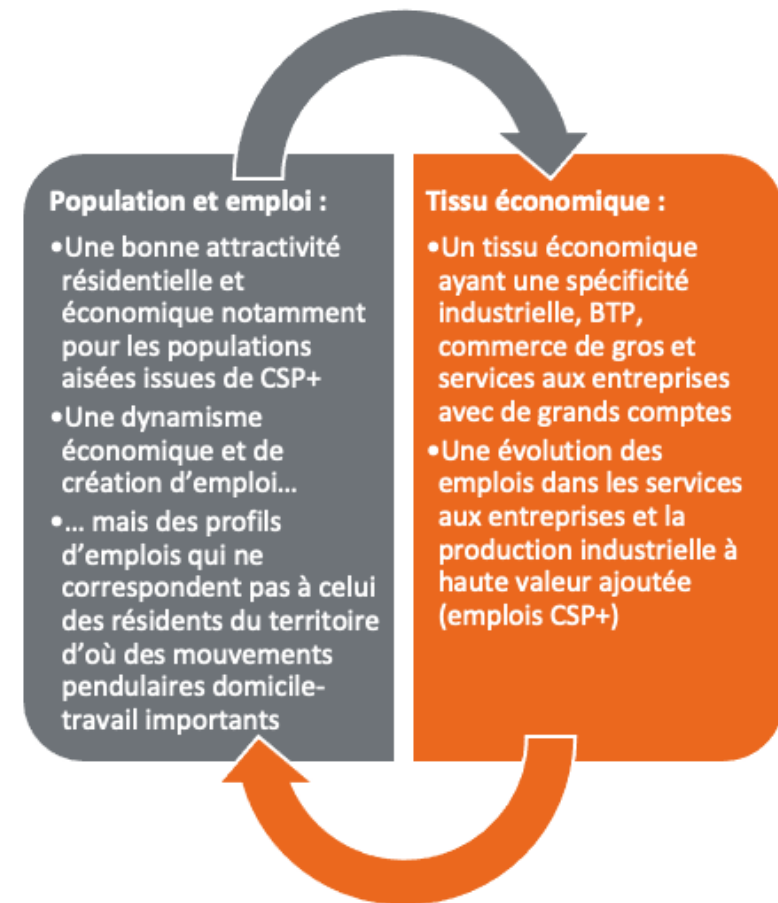 Population et emploi :
•Une bonne attractivité
résidentielle et
économique notamment
pour les populations
aisées issues de CSP+
•Une dynamisme
économique et de
création d’emploi…
•… mais des profils
d’emplois qui ne
correspondent pas à celui
des résidents du territoire
d’où des mouvements
pendulaires domicile-
travail importants
Tissu économique :
•Un tissu économique
ayant une spécificité
industrielle, BTP,
commerce de gros et
services aux entreprises
avec de grands comptes
•Une évolution des
emplois dans les services
aux entreprises et la
production industrielle à
haute valeur ajoutée
(emplois CSP+)